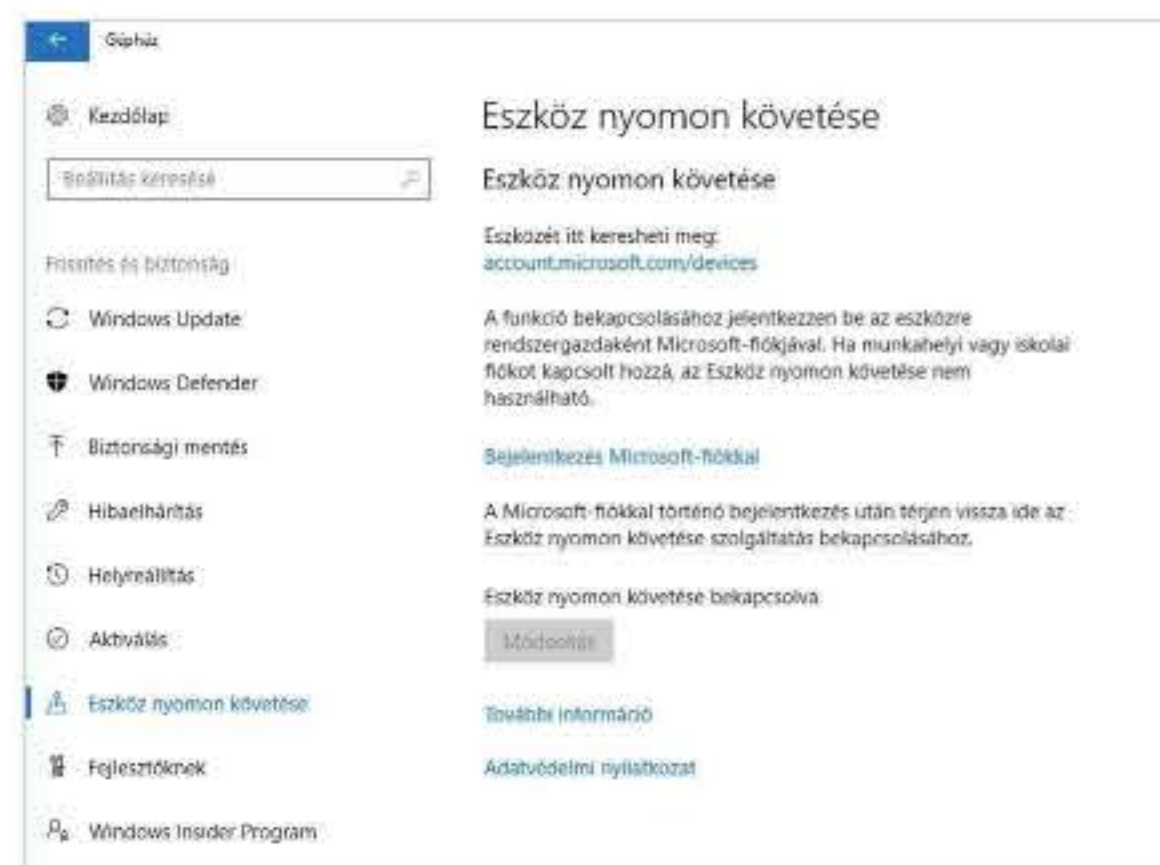 Gépház
Kezdőlap
Beállítás keresése
Frissítés és biztonság
Windows Update
Windows Defender
Biztonsági mentés
Hibaelhárítás
Helyreállítás
Aktiválás
Eszköz nyomon követése
Fejlesztőknek
Windows Insider Program
Eszköz nyomon követése
Eszköz nyomon követése
Eszközét itt keresheti meg:
account.microsoft.com/devices
A funkció bekapcsolásához jelentkezzen be az eszközre
rendszergazdaként Microsoft-fiókjával. Ha munkahelyi vagy iskolai
fiókot kapcsolt hozzá, az Eszköz nyomon követése nem
használható.
Bejelentkezés Microsoft-fiókkal
A Microsoft-fiókkal történő bejelentkezés után térjen vissza ide az
Eszköz nyomon követése szolgáltatás bekapcsolásához.
Eszköz nyomon követése bekapcsolva
Módosítás
További információ
Adatvédelmi nyilatkozat